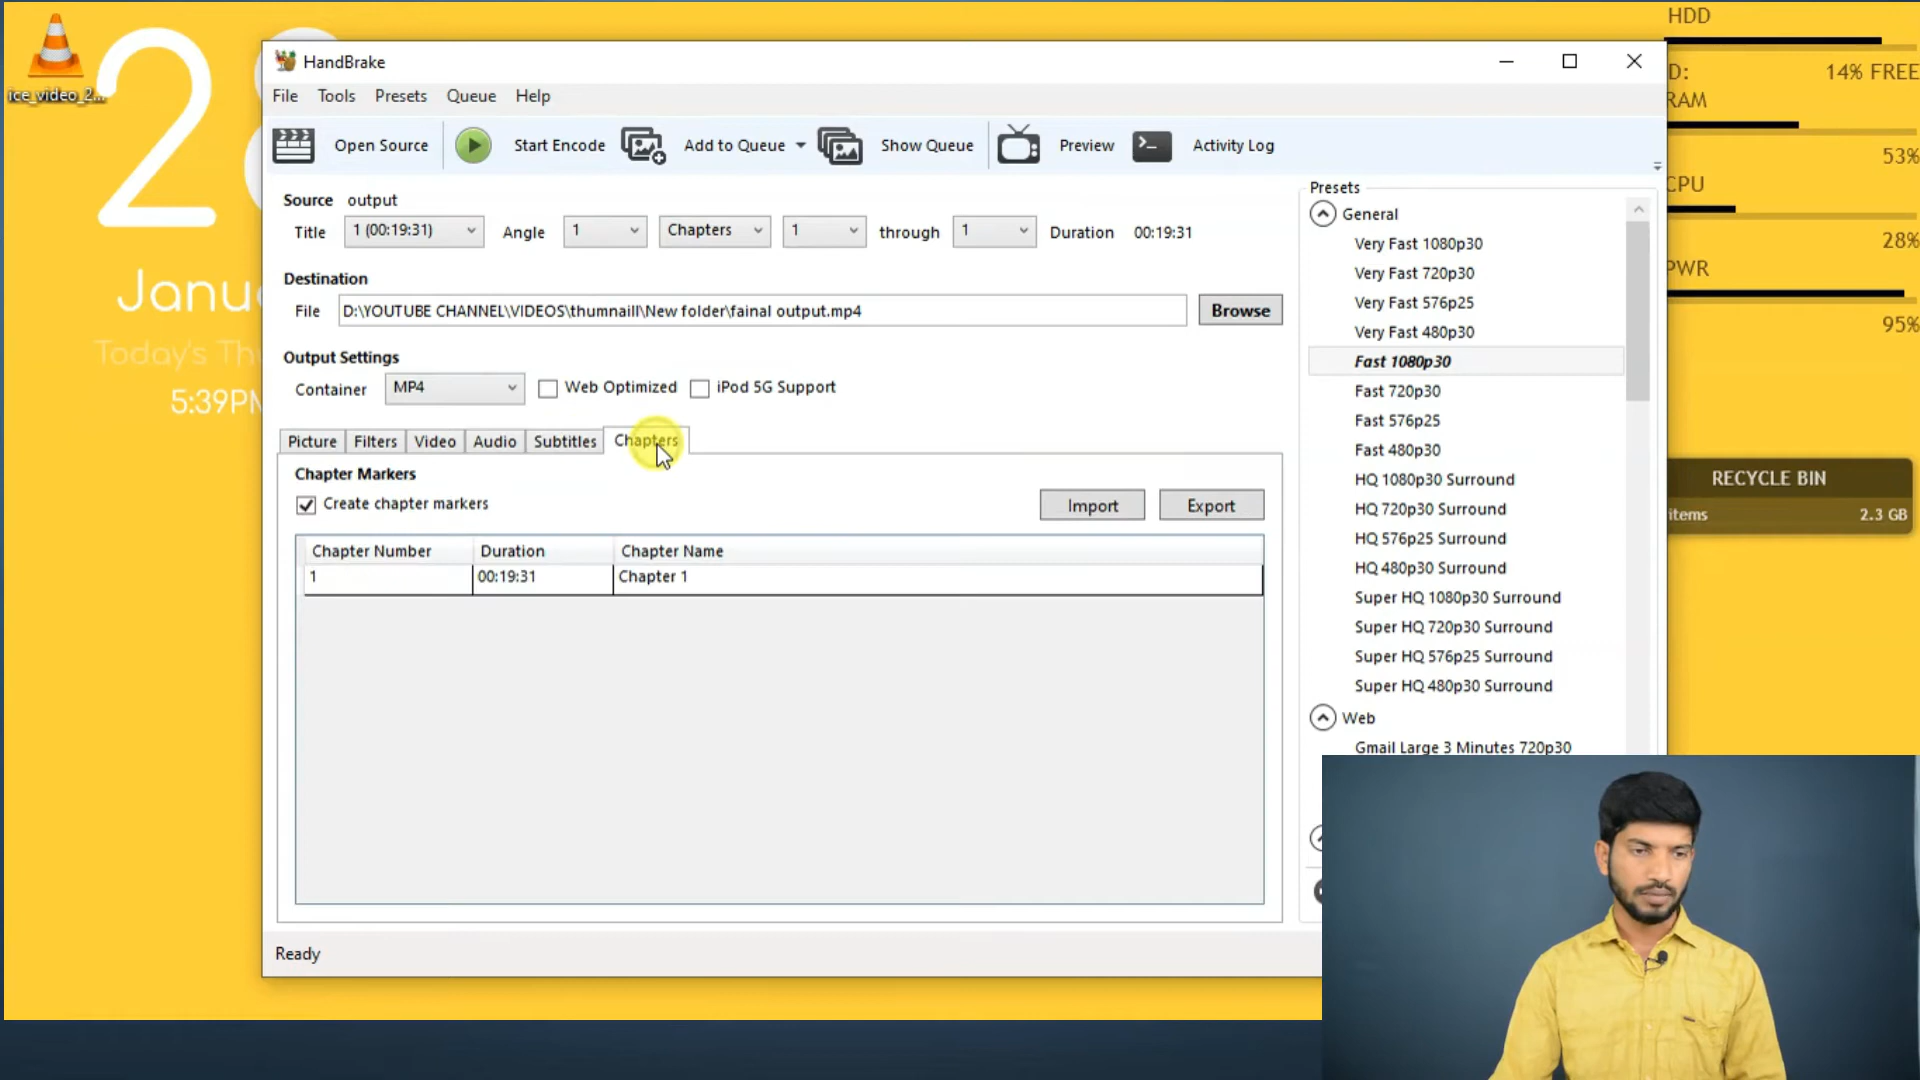 HDD
D: 14% FREE
RAM
53%
CPU
28%
PWR
95%
RECYCLE BIN
items 2.3 GB
ice_video_2...
2
Janu
Today's Th
5:39PM
HandBrake
File Tools Presets Queue Help
Open Source Start Encode Add to Queue Show Queue Preview Activity Log
Source output
Title 1 (00:19:31) Angle 1 Chapters 1 through 1 Duration 00:19:31
Destination
File D:\YOUTUBE CHANNEL\VIDEOS\thumnaill\New folder\fainal output.mp4 Browse
Output Settings
Container MP4 Web Optimized iPod 5G Support
Picture Filters Video Audio Subtitles Chapters
Chapter Markers
Create chapter markers Import Export
Chapter Number Duration Chapter Name
1 00:19:31 Chapter 1
Ready
Presets
General
Very Fast 1080p30
Very Fast 720p30
Very Fast 576p25
Very Fast 480p30
Fast 1080p30
Fast 720p30
Fast 576p25
Fast 480p30
HQ 1080p30 Surround
HQ 720p30 Surround
HQ 576p25 Surround
HQ 480p30 Surround
Super HQ 1080p30 Surround
Super HQ 720p30 Surround
Super HQ 576p25 Surround
Super HQ 480p30 Surround
Web
Gmail Large 3 Minutes 720p30